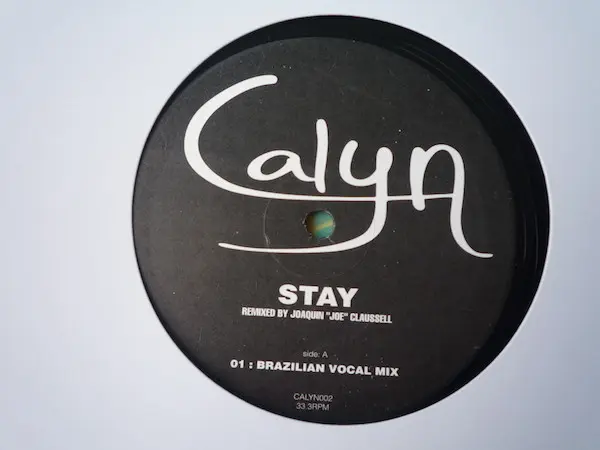 Calyn
STAY
REMIXED BY JOAQUIN "JOE" CLAUSSELL
side: A
01 : BRAZILIAN VOCAL MIX
CALYN002
33.3RPM